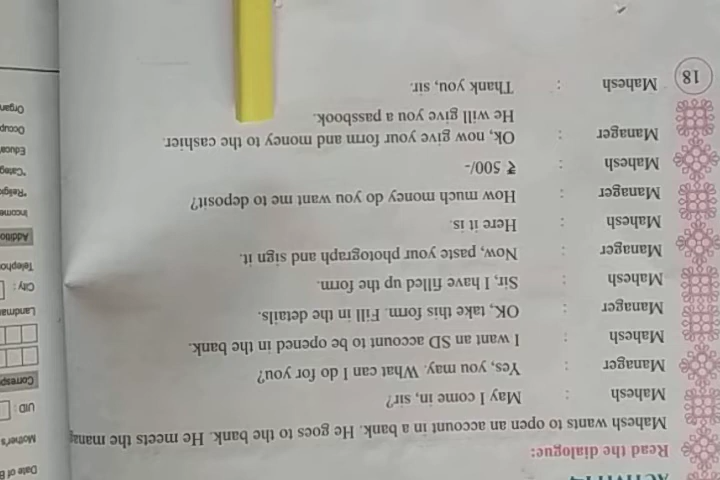 Read the dialogue:
Mahesh wants to open an account in a bank. He goes to the bank. He meets the
Mahesh : May I come in, sir?
Manager : Yes, you may. What can I do for you?
Mahesh : I want an SD account to be opened in the bank.
Manager : OK, take this form. Fill in the details.
Mahesh : Sir, I have filled up the form.
Manager : Now, paste your photograph and sign it.
Mahesh : Here it is.
Manager : How much money do you want me to deposit?
Mahesh : ₹ 500/-
Manager : Ok, now give your form and money to the cashier.
He will give you a passbook.
Mahesh : Thank you, sir.
18
Date of
Mother's
UID :
City :